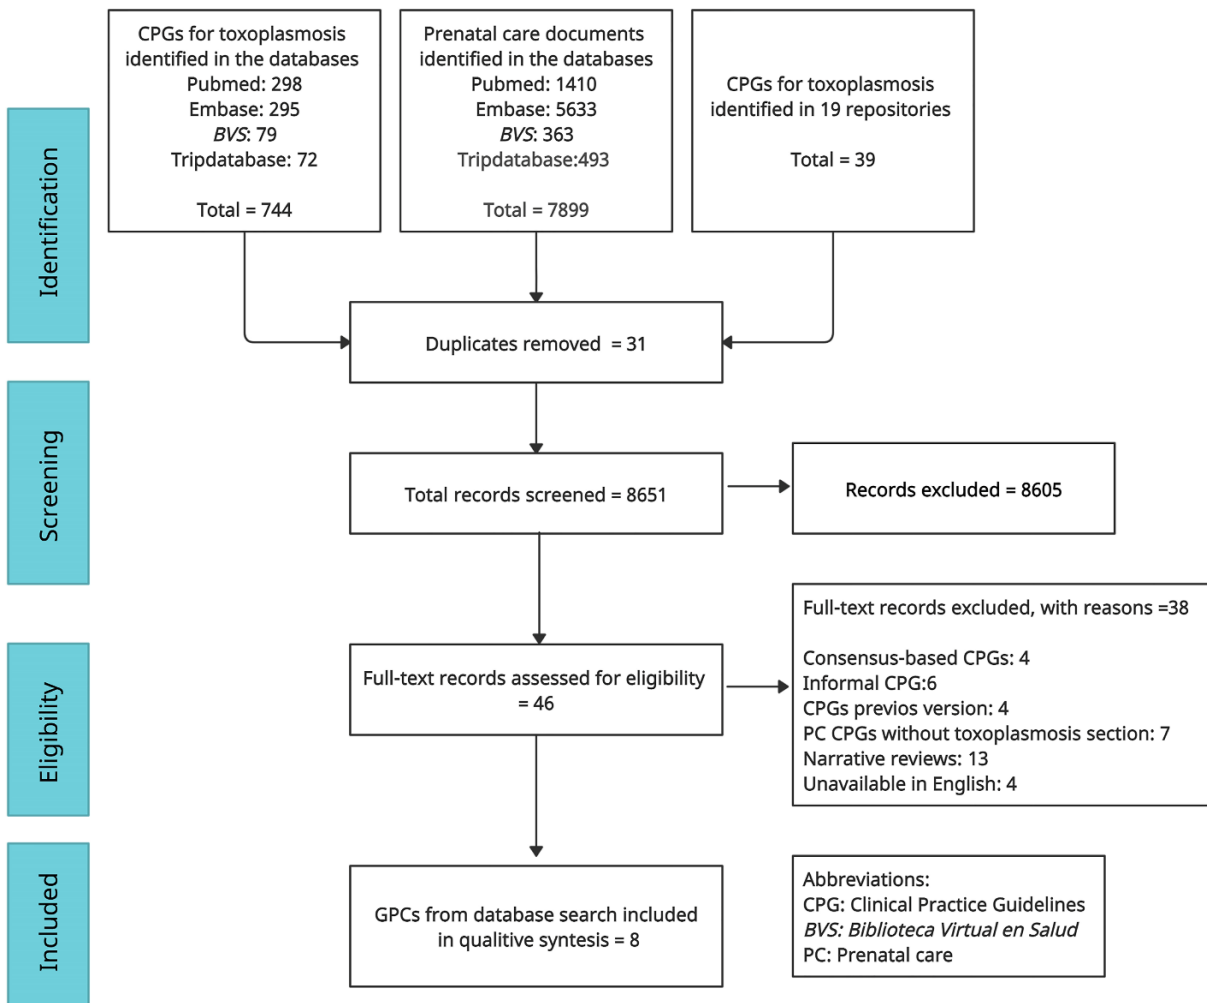 CPGs for toxoplasmosis
identified in the databases
Pubmed: 298
Embase: 295
BVS: 79
Tripdatabase: 72
Total = 744
Prenatal care documents
identified in the databases
Pubmed: 1410
Embase: 5633
BVS: 363
Tripdatabase:493
Total = 7899
CPGs for toxoplasmosis
identified in 19 repositories
Total = 39
Identification
Duplicates removed = 31
Screening
Total records screened = 8651
Records excluded = 8605
Eligibility
Full-text records assessed for eligibility
= 46
Full-text records excluded, with reasons =38
Consensus-based CPGs: 4
Informal CPG:6
CPGs previos version: 4
PC CPGs without toxoplasmosis section: 7
Narrative reviews: 13
Unavailable in English: 4
Included
GPCs from database search included
in qualitive syntesis = 8
Abbreviations:
CPG: Clinical Practice Guidelines
BVS: Biblioteca Virtual en Salud
PC: Prenatal care